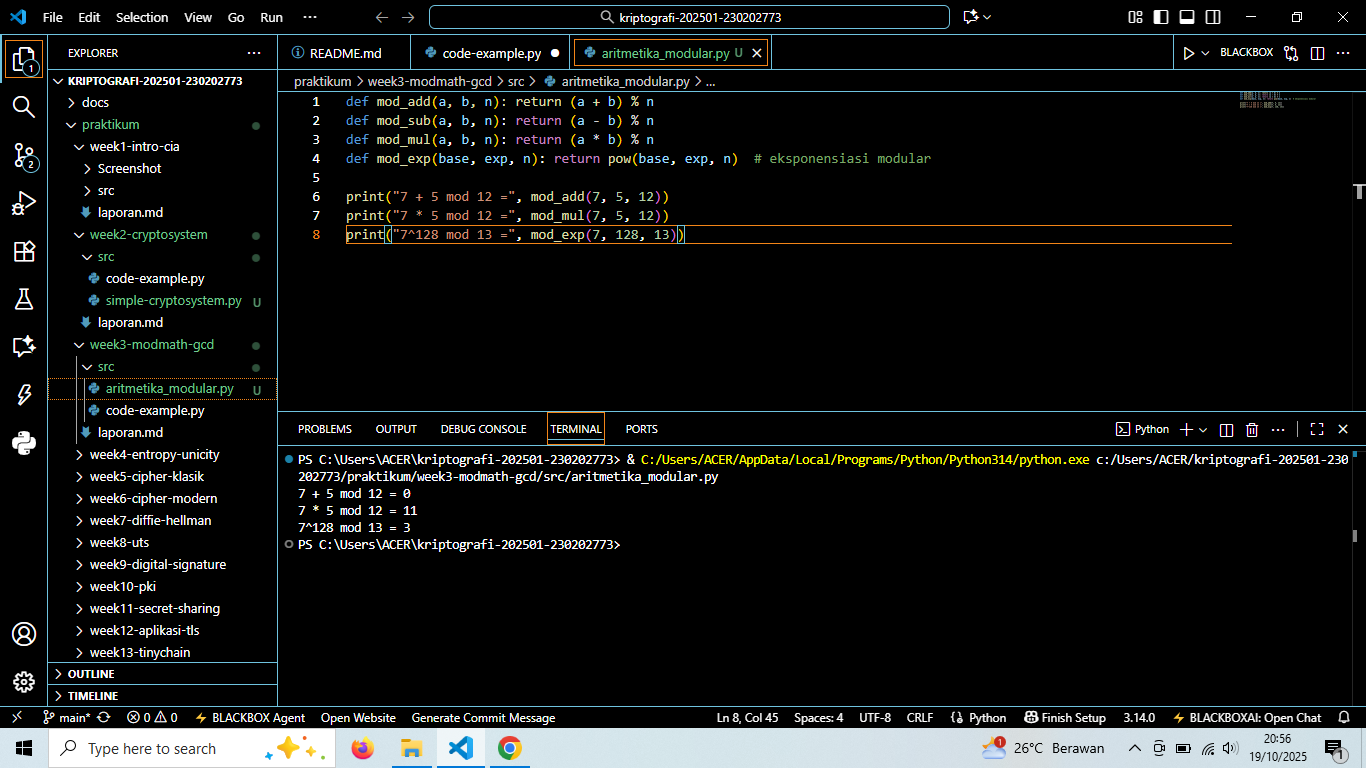 File Edit Selection View Go Run ··· kriptografi-202501-230202773
EXPLORER ···
README.md code-example.py aritmetika_modular.py U BLACKBOX ···
KRIPTOGRAFI-202501-230202773
docs
praktikum
week1-intro-cia
Screenshot
src
laporan.md
week2-cryptosystem
src
code-example.py
simple-cryptosystem.py U
laporan.md
week3-modmath-gcd
src
aritmetika_modular.py U
code-example.py
laporan.md
week4-entropy-unicity
week5-cipher-klasik
week6-cipher-modern
week7-diffie-hellman
week8-uts
week9-digital-signature
week10-pki
week11-secret-sharing
week12-aplikasi-tls
week13-tinychain
OUTLINE
TIMELINE
1
2
praktikum > week3-modmath-gcd > src > aritmetika_modular.py > ...
1 def mod_add(a, b, n): return (a + b) % n
2 def mod_sub(a, b, n): return (a - b) % n
3 def mod_mul(a, b, n): return (a * b) % n
4 def mod_exp(base, exp, n): return pow(base, exp, n)  # eksponensiasi modular
5
6 print("7 + 5 mod 12 =", mod_add(7, 5, 12))
7 print("7 * 5 mod 12 =", mod_mul(7, 5, 12))
8 print("7^128 mod 13 =", mod_exp(7, 128, 13))
PROBLEMS OUTPUT DEBUG CONSOLE TERMINAL PORTS Python ···
PS C:\Users\ACER\kriptografi-202501-230202773> & C:/Users/ACER/AppData/Local/Programs/Python/Python314/python.exe c:/Users/ACER/kriptografi-202501-230
202773/praktikum/week3-modmath-gcd/src/aritmetika_modular.py
7 + 5 mod 12 = 0
7 * 5 mod 12 = 11
7^128 mod 13 = 3
PS C:\Users\ACER\kriptografi-202501-230202773>
main* 0 0 BLACKBOX Agent Open Website Generate Commit Message Ln 8, Col 45 Spaces: 4 UTF-8 CRLF Python Finish Setup 3.14.0 BLACKBOXAI: Open Chat
Type here to search 1 26°C Berawan 20:56
19/10/2025 1